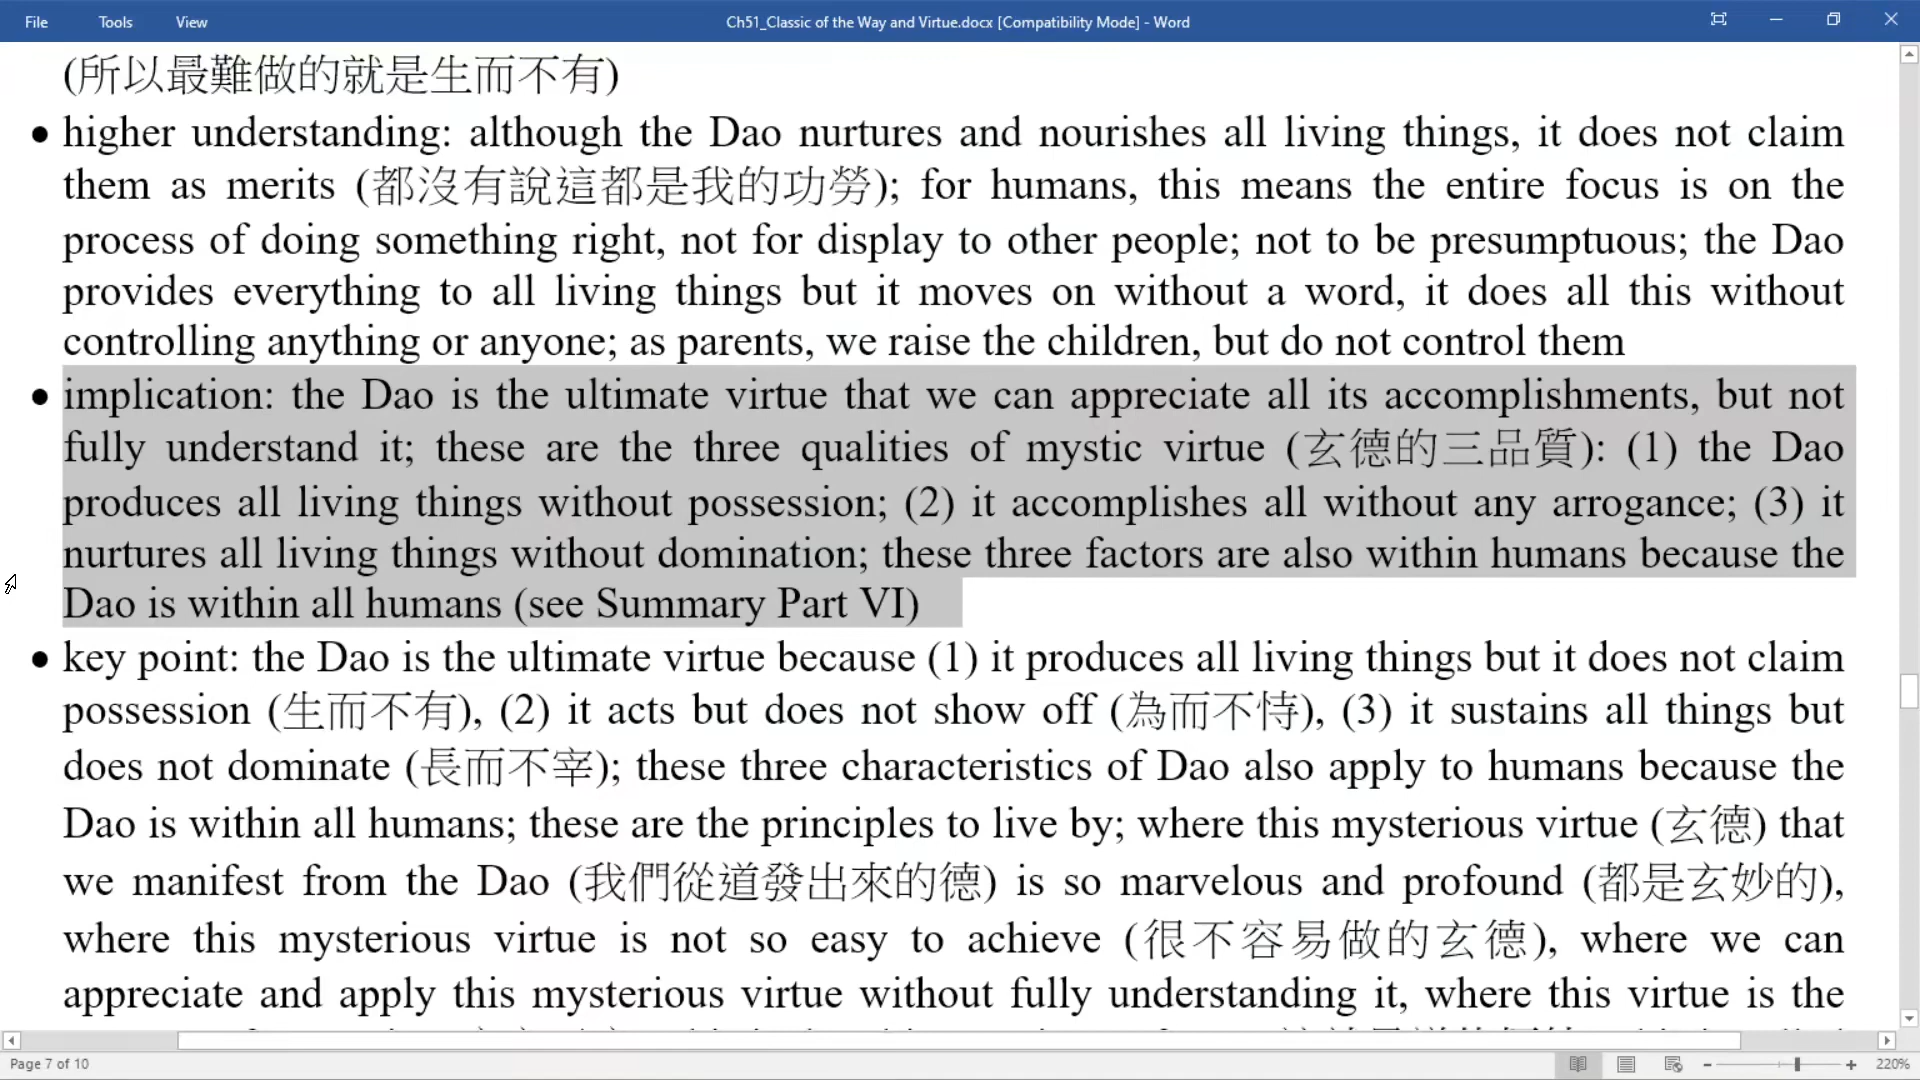 File Tools View Ch51_Classic of the Way and Virtue.docx [Compatibility Mode] - Word
(所以最難做的就是生而不有)
● higher understanding: although the Dao nurtures and nourishes all living things, it does not claim
them as merits (都沒有說這都是我的功勞); for humans, this means the entire focus is on the
process of doing something right, not for display to other people; not to be presumptuous; the Dao
provides everything to all living things but it moves on without a word, it does all this without
controlling anything or anyone; as parents, we raise the children, but do not control them
● implication: the Dao is the ultimate virtue that we can appreciate all its accomplishments, but not
fully understand it; these are the three qualities of mystic virtue (玄德的三品質): (1) the Dao
produces all living things without possession; (2) it accomplishes all without any arrogance; (3) it
nurtures all living things without domination; these three factors are also within humans because the
Dao is within all humans (see Summary Part VI)
● key point: the Dao is the ultimate virtue because (1) it produces all living things but it does not claim
possession (生而不有), (2) it acts but does not show off (為而不恃), (3) it sustains all things but
does not dominate (長而不宰); these three characteristics of Dao also apply to humans because the
Dao is within all humans; these are the principles to live by; where this mysterious virtue (玄德) that
we manifest from the Dao (我們從道發出來的德) is so marvelous and profound (都是玄妙的),
where this mysterious virtue is not so easy to achieve (很不容易做的玄德), where we can
appreciate and apply this mysterious virtue without fully understanding it, where this virtue is the
Page 7 of 10 220%